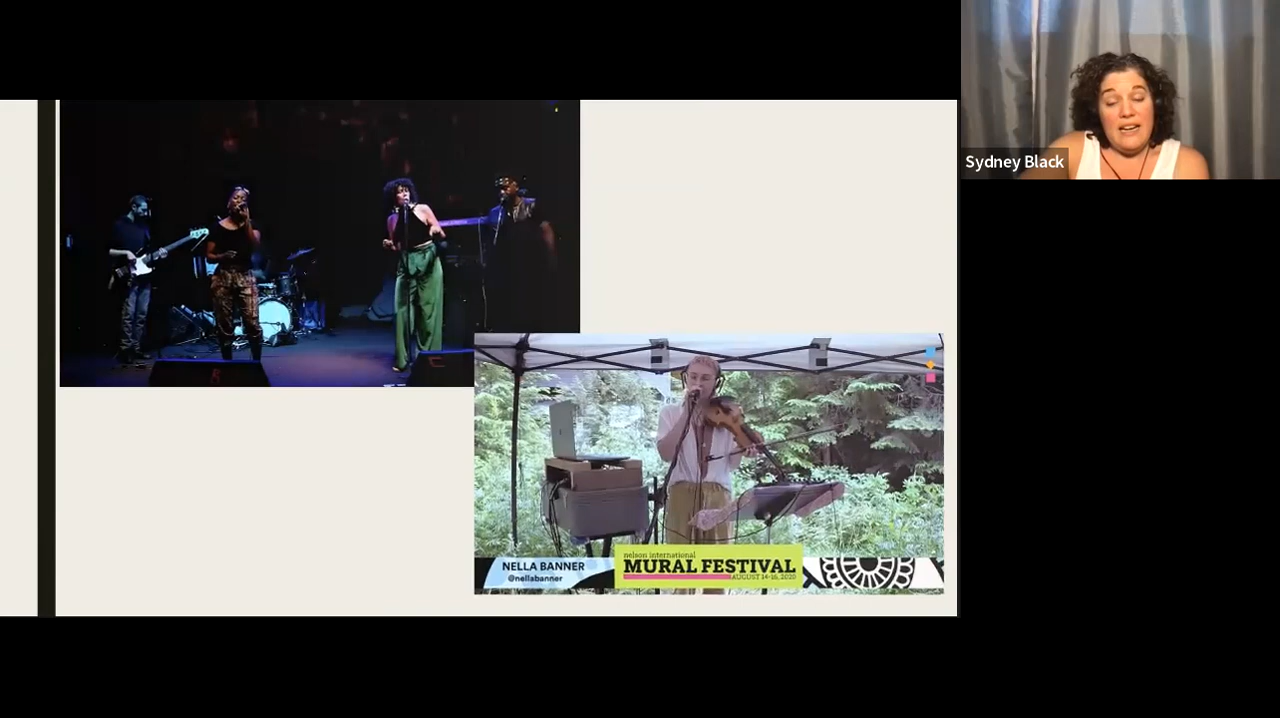 Sydney Black
NELLA BANNER
@nellabanner
nelson international
MURAL FESTIVAL
AUGUST 14-16, 2020